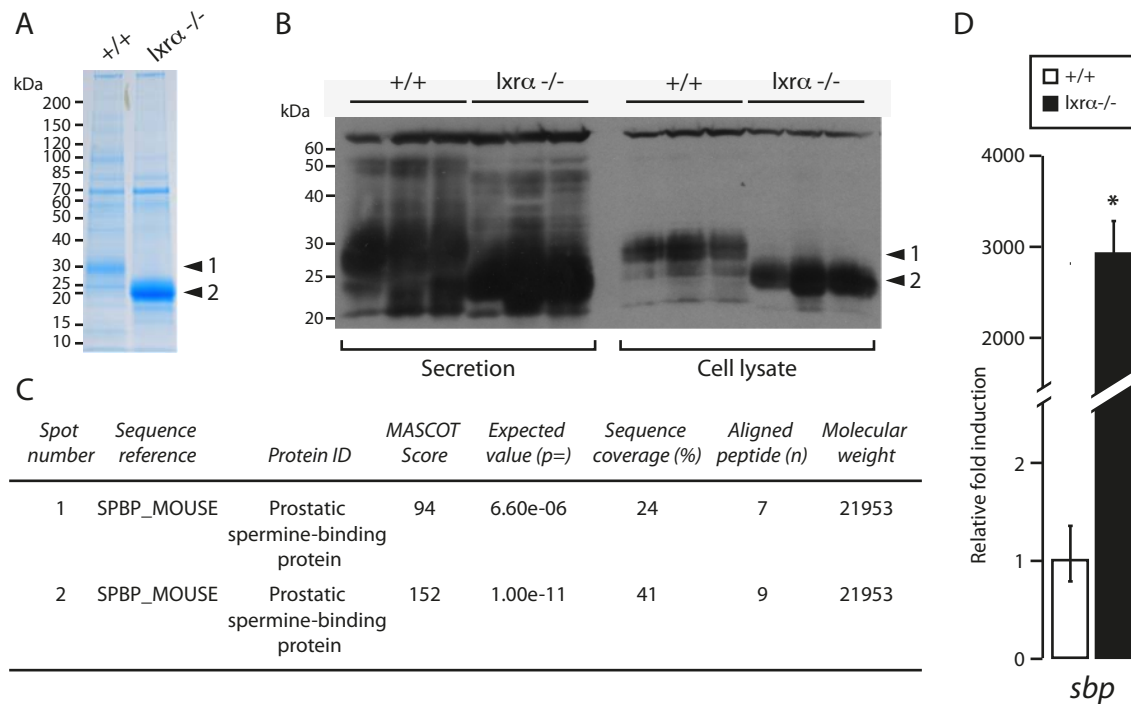 A
+/+
lxrα -/-
kDa
200
150
120
100
85
70
60
50
40
30
25
20
15
10
1
2
B
+/+
lxrα -/-
+/+
lxrα -/-
kDa
60
50
40
30
25
20
1
2
Secretion
Cell lysate
C
Spot number
Sequence reference
Protein ID
MASCOT Score
Expected value (p=)
Sequence coverage (%)
Aligned peptide (n)
Molecular weight
1 SPBP_MOUSE Prostatic 94 6.60e-06 24 7 21953
spermine-binding
protein
2 SPBP_MOUSE Prostatic 152 1.00e-11 41 9 21953
spermine-binding
protein
D
+/+
lxrα-/-
Relative fold induction
4000
3000
2000
2
1
0
*
sbp